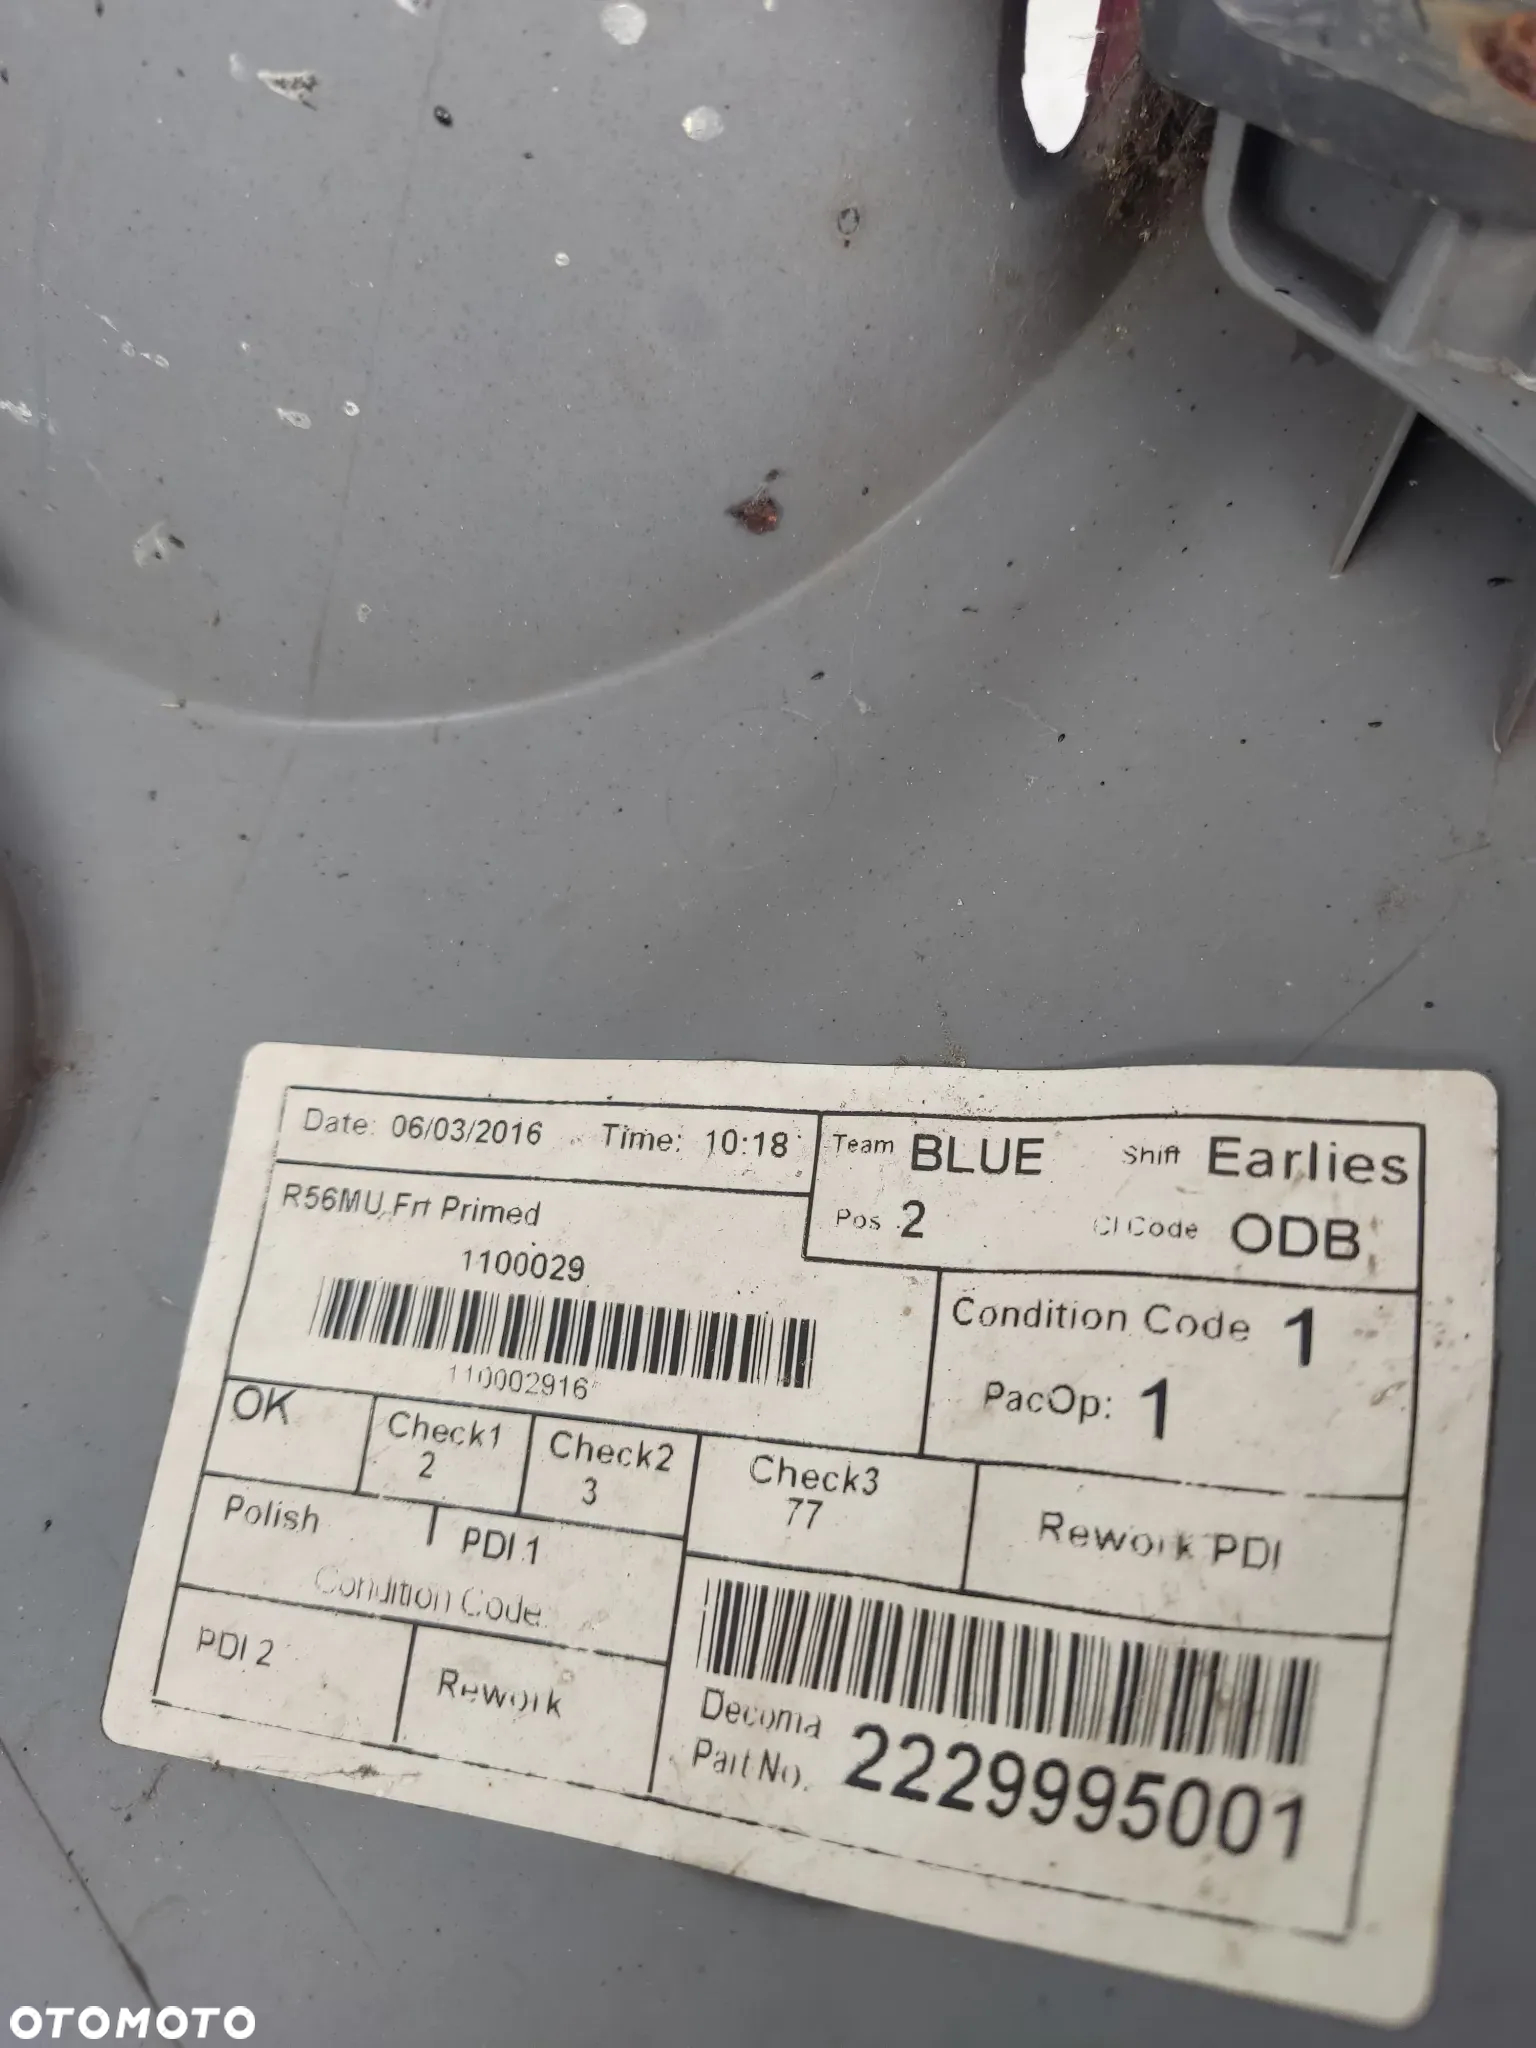 Date: 06/03/2016 Time: 10:18
Team BLUE Shift Earlies
Pos 2 CI Code ODB
R56MU Frt Primed
1100029
110002916
Condition Code 1
PacOp: 1
OK
Check1
2
Check2
3
Check3
77
Rework PDI
Polish
PDI 1
Condition Code
PDI 2
Rework
Decoma
Part No. 2229995001
OTOMOTO